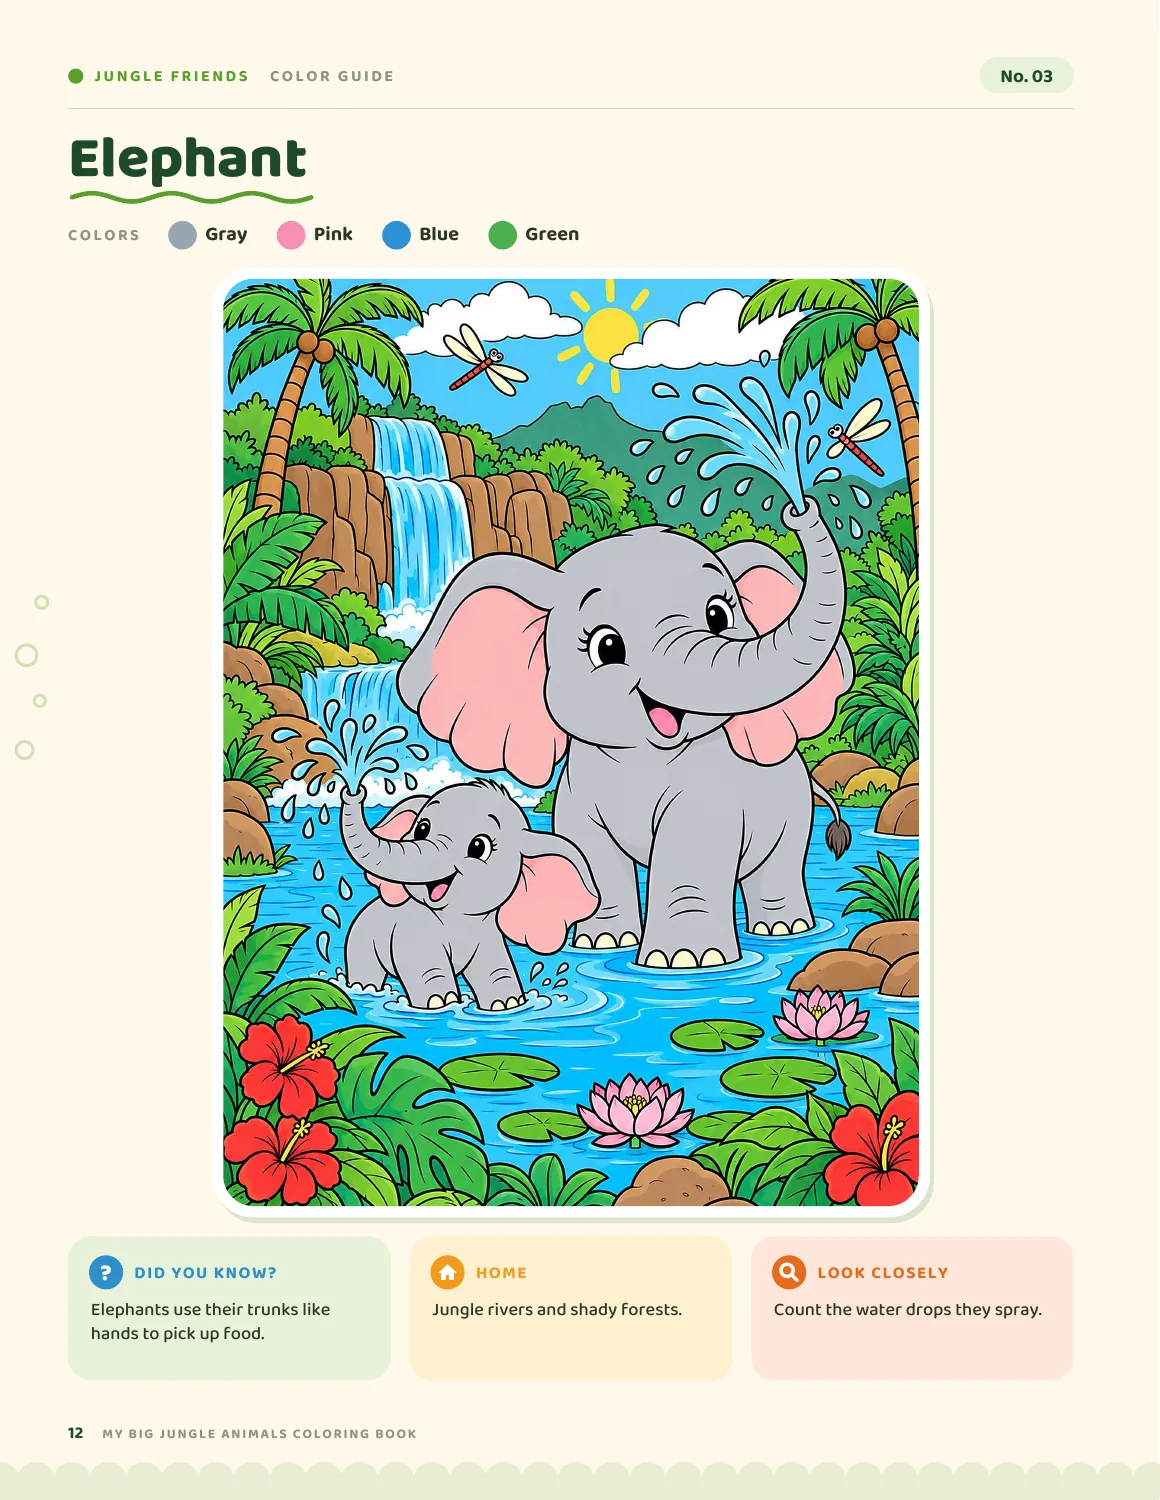 JUNGLE FRIENDS COLOR GUIDE
No. 03
Elephant
COLORS Gray Pink Blue Green
? DID YOU KNOW?
Elephants use their trunks like
hands to pick up food.
HOME
Jungle rivers and shady forests.
LOOK CLOSELY
Count the water drops they spray.
12 MY BIG JUNGLE ANIMALS COLORING BOOK